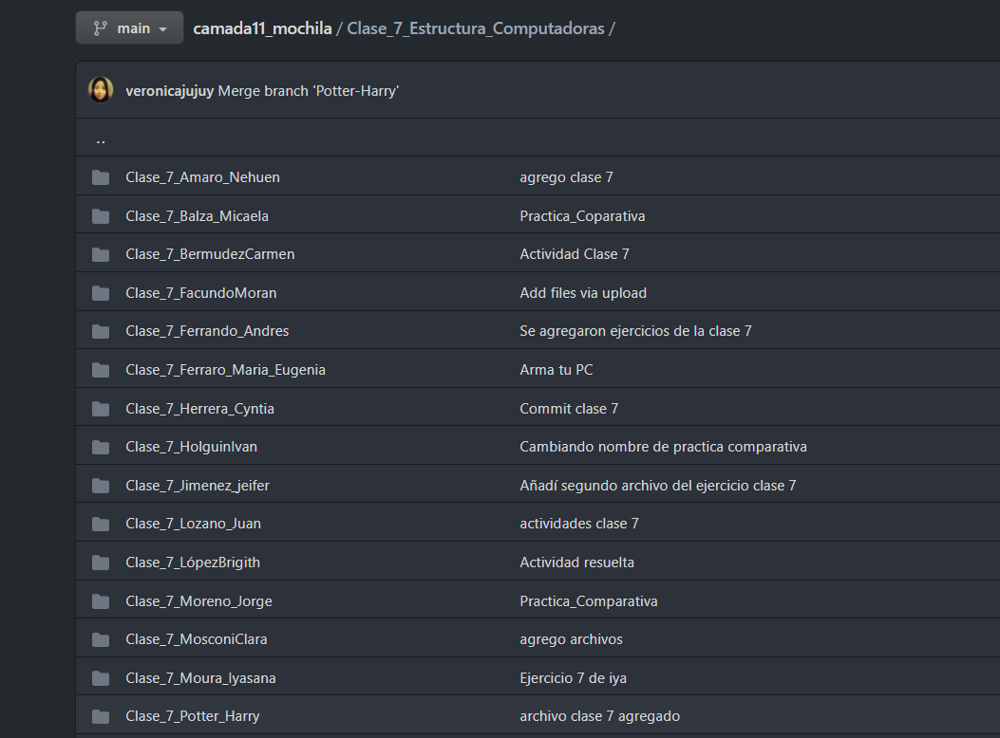 main
camada11_mochila / Clase_7_Estructura_Computadoras /
veronicajujuy Merge branch 'Potter-Harry'
..
Clase_7_Amaro_Nehuen agrego clase 7
Clase_7_Balza_Micaela Practica_Coparativa
Clase_7_BermudezCarmen Actividad Clase 7
Clase_7_FacundoMoran Add files via upload
Clase_7_Ferrando_Andres Se agregaron ejercicios de la clase 7
Clase_7_Ferraro_Maria_Eugenia Arma tu PC
Clase_7_Herrera_Cyntia Commit clase 7
Clase_7_HolguinIvan Cambiando nombre de practica comparativa
Clase_7_Jimenez_jeifer Añadí segundo archivo del ejercicio clase 7
Clase_7_Lozano_Juan actividades clase 7
Clase_7_LópezBrigith Actividad resuelta
Clase_7_Moreno_Jorge Practica_Comparativa
Clase_7_MosconiClara agrego archivos
Clase_7_Moura_Iyasana Ejercicio 7 de iya
Clase_7_Potter_Harry archivo clase 7 agregado